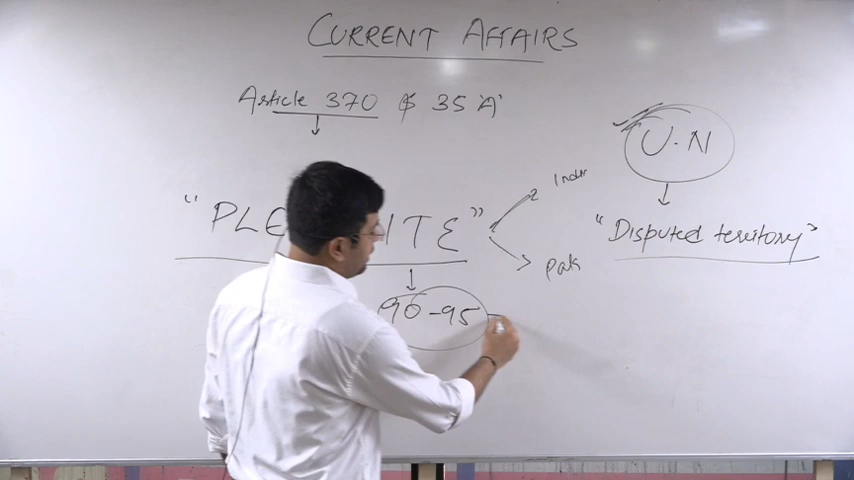 CURRENT AFFAIRS
Article 370 & 35 'A'
U.N
"PLE ITE"
India
pak
"Disputed territory"
90-95